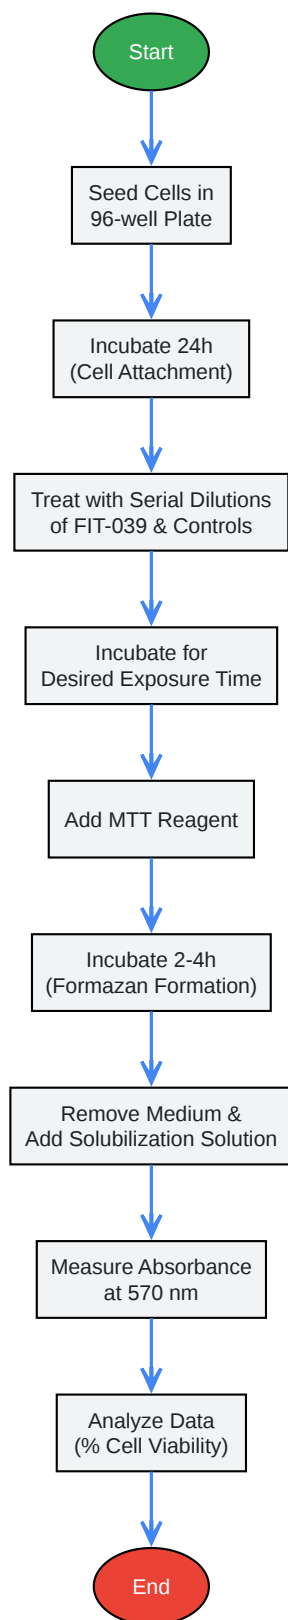 Start
Seed Cells in
96-well Plate
Incubate 24h
(Cell Attachment)
Treat with Serial Dilutions
of FIT-039 & Controls
Incubate for
Desired Exposure Time
Add MTT Reagent
Incubate 2-4h
(Formazan Formation)
Remove Medium &
Add Solubilization Solution
Measure Absorbance
at 570 nm
Analyze Data
(% Cell Viability)
End